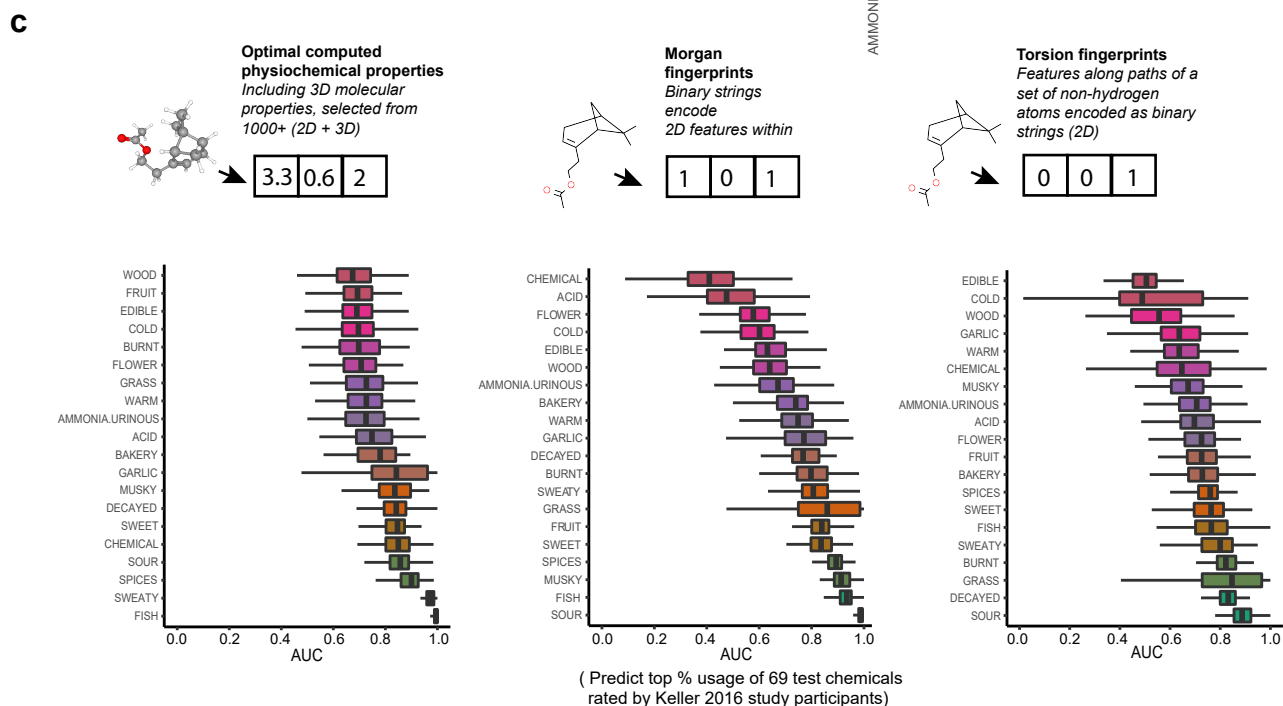 c
AMMONI
Optimal computed
physiochemical properties
Including 3D molecular
properties, selected from
1000+ (2D + 3D)
3.3 0.6 2
Morgan
fingerprints
Binary strings
encode
2D features within
O
O
1 0 1
Torsion fingerprints
Features along paths of a
set of non-hydrogen
atoms encoded as binary
strings (2D)
O
O
0 0 1
WOOD
FRUIT
EDIBLE
COLD
BURNT
FLOWER
GRASS
WARM
AMMONIA.URINOUS
ACID
BAKERY
GARLIC
MUSKY
DECAYED
SWEET
CHEMICAL
SOUR
SPICES
SWEATY
FISH
0.0 0.2 0.4 0.6 0.8 1.0
AUC
CHEMICAL
ACID
FLOWER
COLD
EDIBLE
WOOD
AMMONIA.URINOUS
BAKERY
WARM
GARLIC
DECAYED
BURNT
SWEATY
GRASS
FRUIT
SWEET
SPICES
MUSKY
FISH
SOUR
0.0 0.2 0.4 0.6 0.8 1.0
AUC
( Predict top % usage of 69 test chemicals
rated by Keller 2016 study participants)
EDIBLE
COLD
WOOD
GARLIC
WARM
CHEMICAL
MUSKY
AMMONIA.URINOUS
ACID
FLOWER
FRUIT
BAKERY
SPICES
SWEET
FISH
SWEATY
BURNT
GRASS
DECAYED
SOUR
0.0 0.2 0.4 0.6 0.8 1.0
AUC